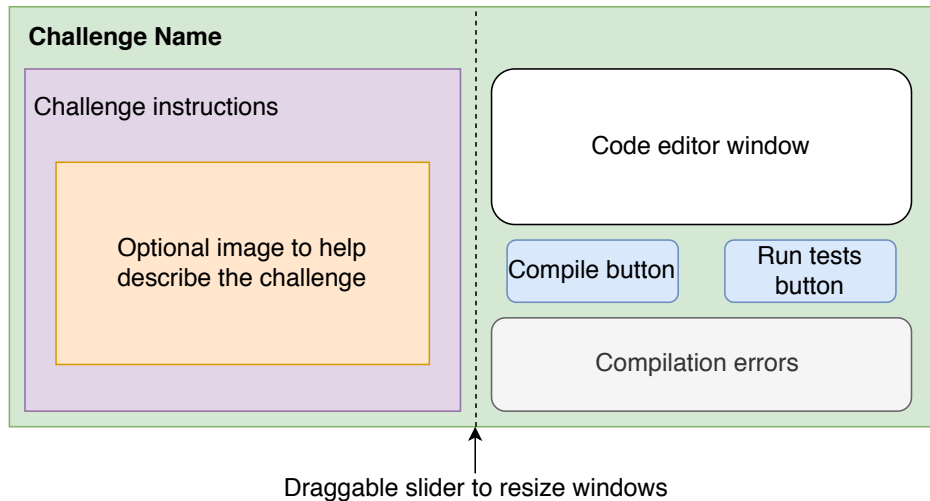 Challenge Name
Challenge instructions
Optional image to help
describe the challenge
Code editor window
Compile button
Run tests
button
Compilation errors
Draggable slider to resize windows